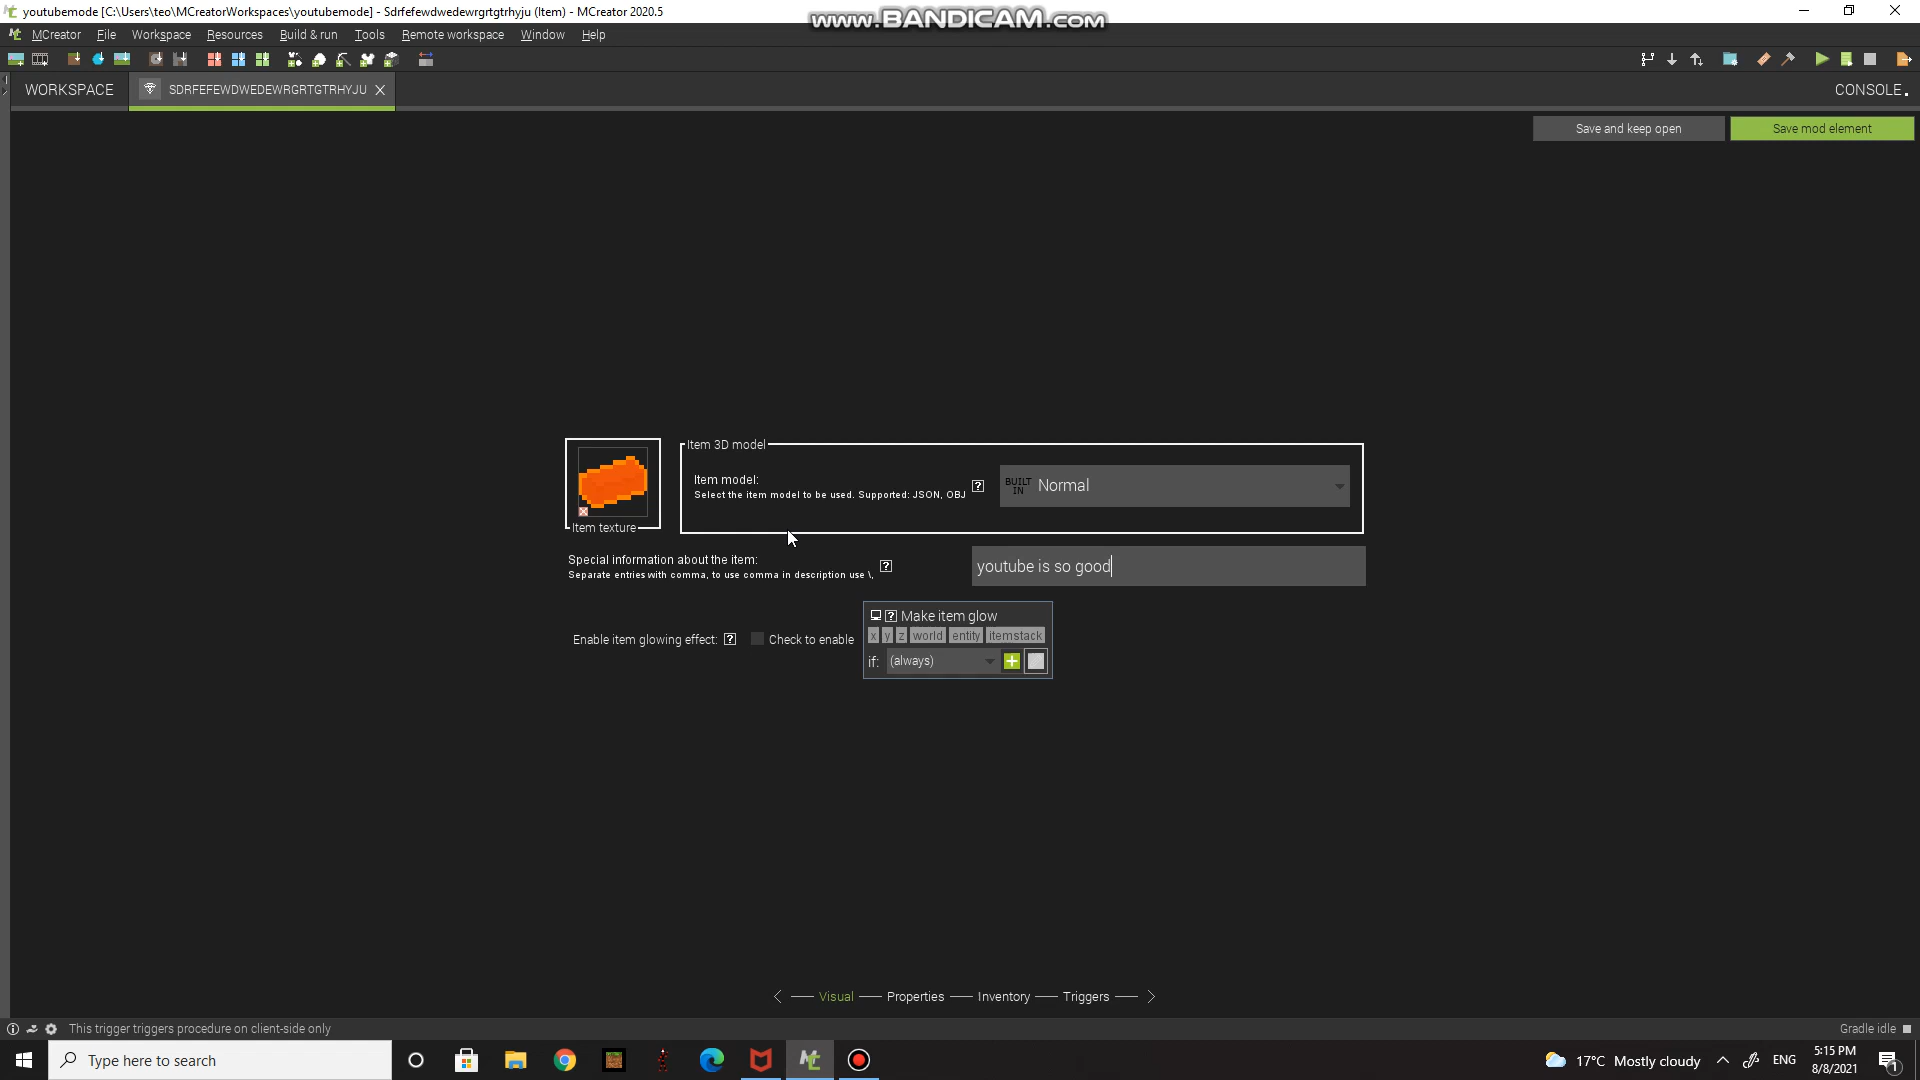 youtubemode [C:\Users\teo\MCreatorWorkspaces\youtubemode] - Sdrfefewdwedewrgrtgtrhyju (Item) - MCreator 2020.5
www.BANDICAM.com
MCreator File Workspace Resources Build & run Tools Remote workspace Window Help
WORKSPACE SDRFEFEWDWEDEWRGRTGTRHYJU CONSOLE
Save and keep open Save mod element
Item 3D model
Item model:
Select the item model to be used. Supported: JSON, OBJ
?
BUILT IN Normal
Item texture
Special information about the item:
Separate entries with comma, to use comma in description use \,
?
youtube is so good
? Make item glow
x y z world entity itemstack
Enable item glowing effect: ? Check to enable
if: (always)
Visual Properties Inventory Triggers
This trigger triggers procedure on client-side only Gradle idle
Type here to search
17°C Mostly cloudy ENG
5:15 PM
8/8/2021
1